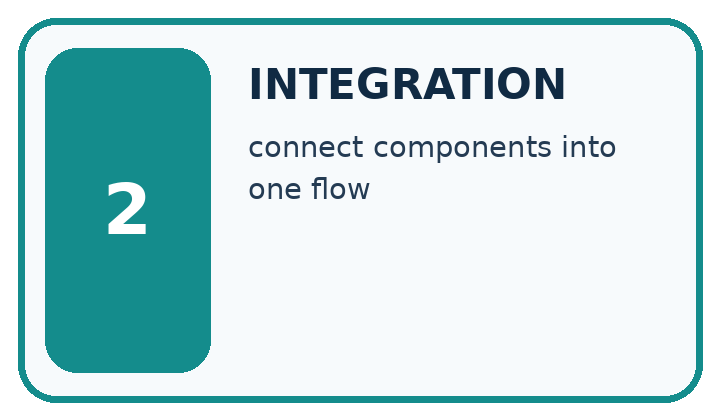 2
INTEGRATION
connect components into
one flow